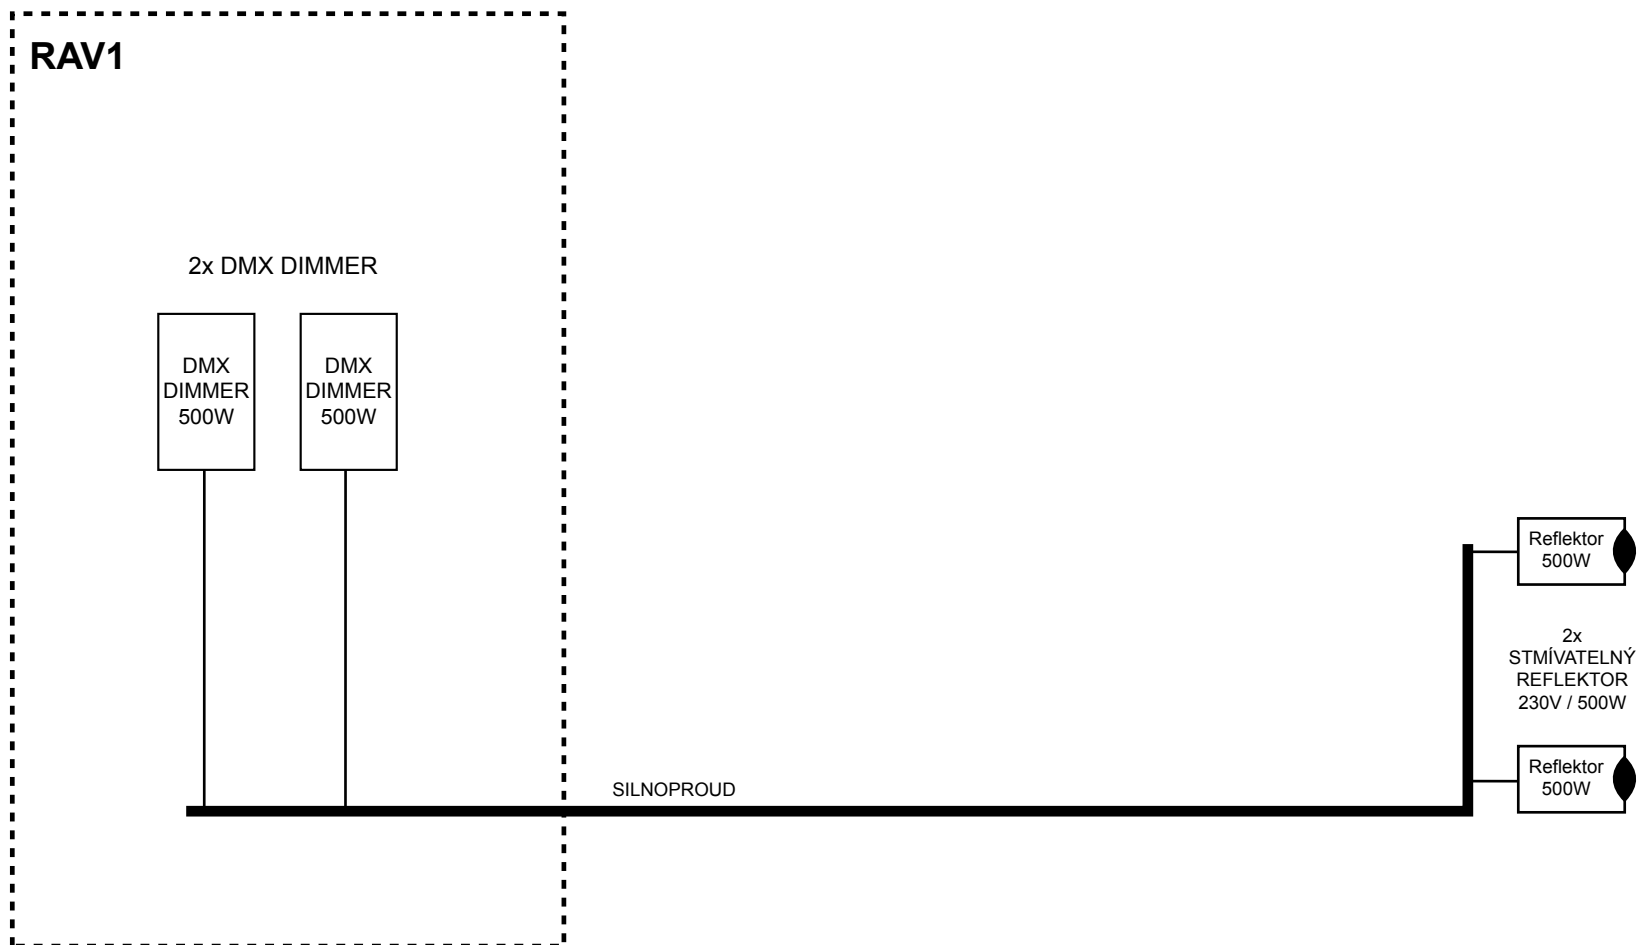 RAV1
2x DMX DIMMER
DMX
DIMMER
500W
DMX
DIMMER
500W
Reflektor
500W
2x
STMÍVATELNÝ
REFLEKTOR
230V / 500W
Reflektor
500W
SILNOPROUD